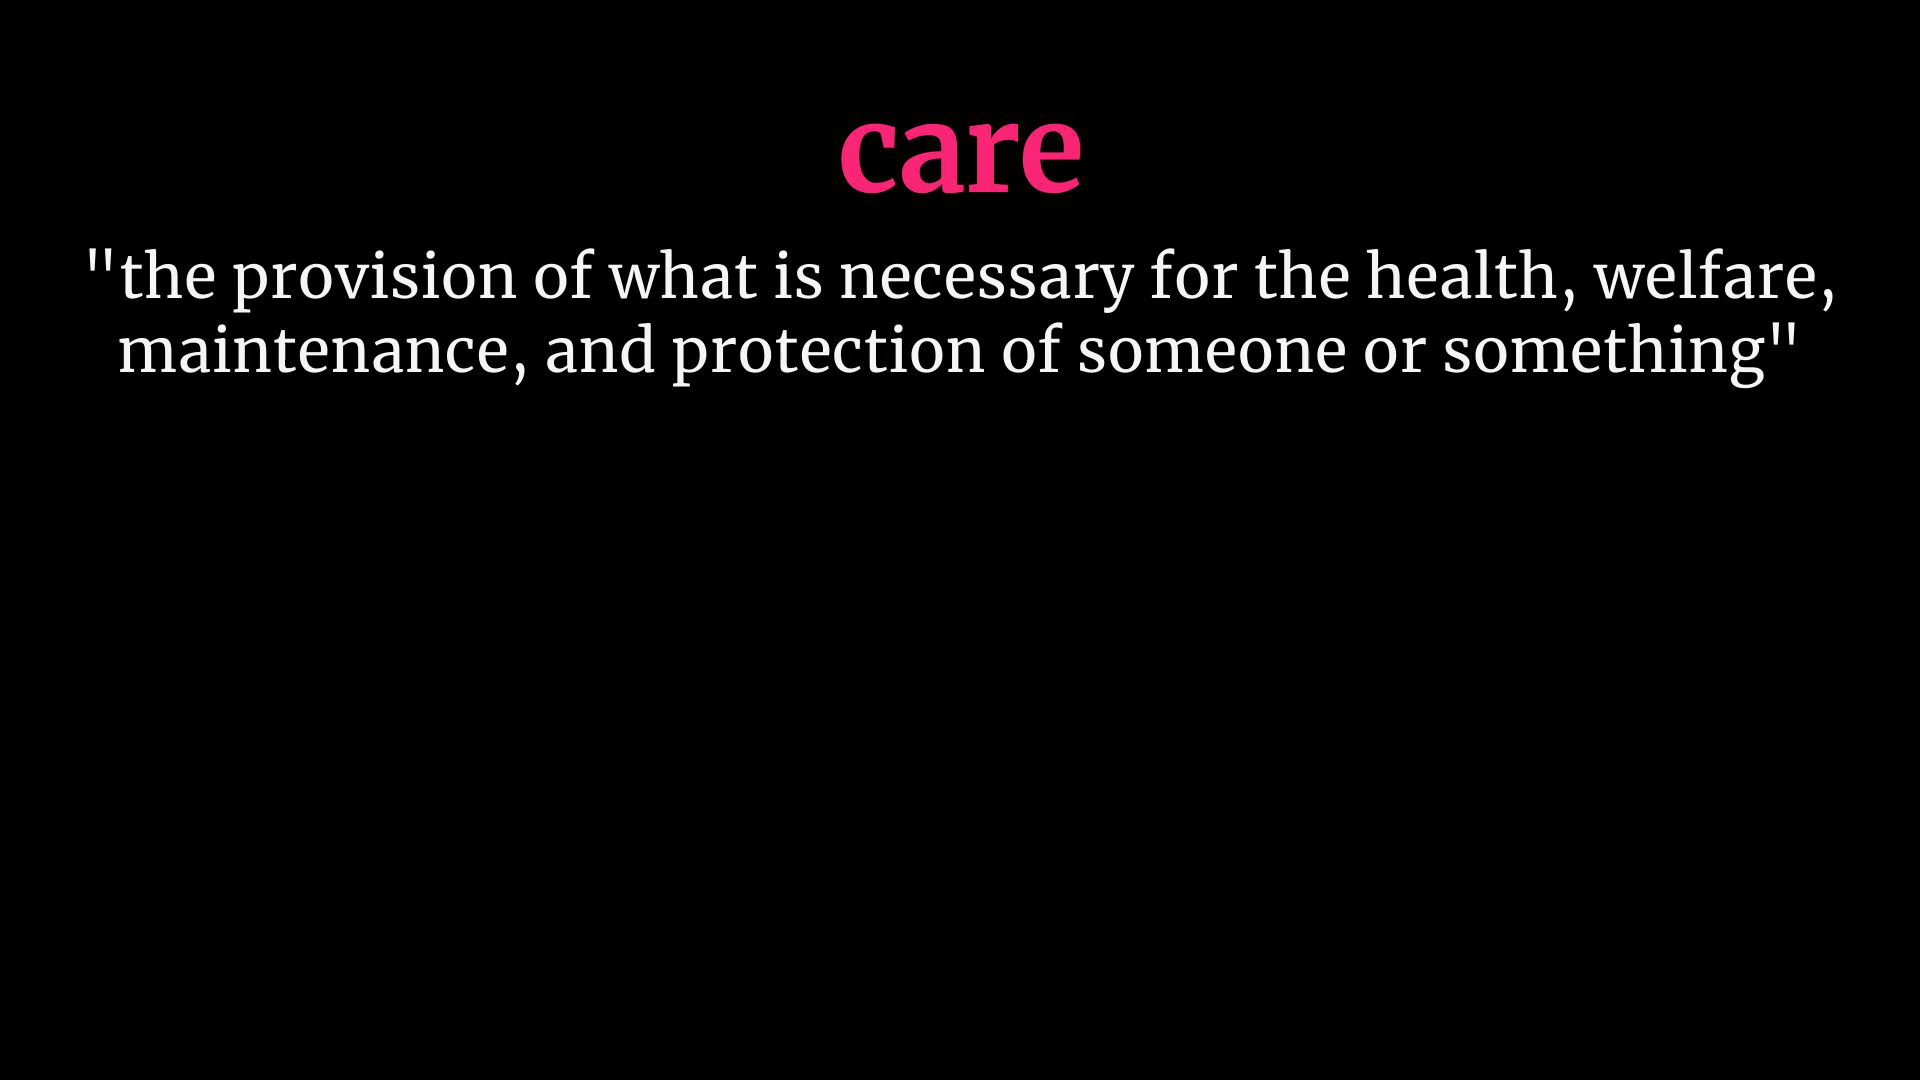 care
"the provision of what is necessary for the health, welfare,
maintenance, and protection of someone or something"